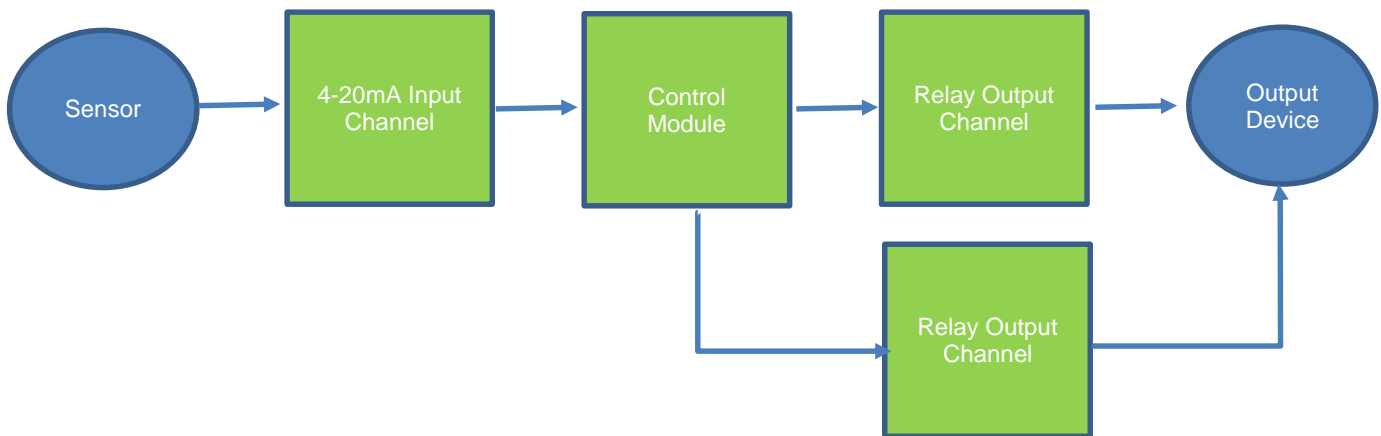 Sensor
4-20mA Input
Channel
Control
Module
Relay Output
Channel
Output
Device
Relay Output
Channel